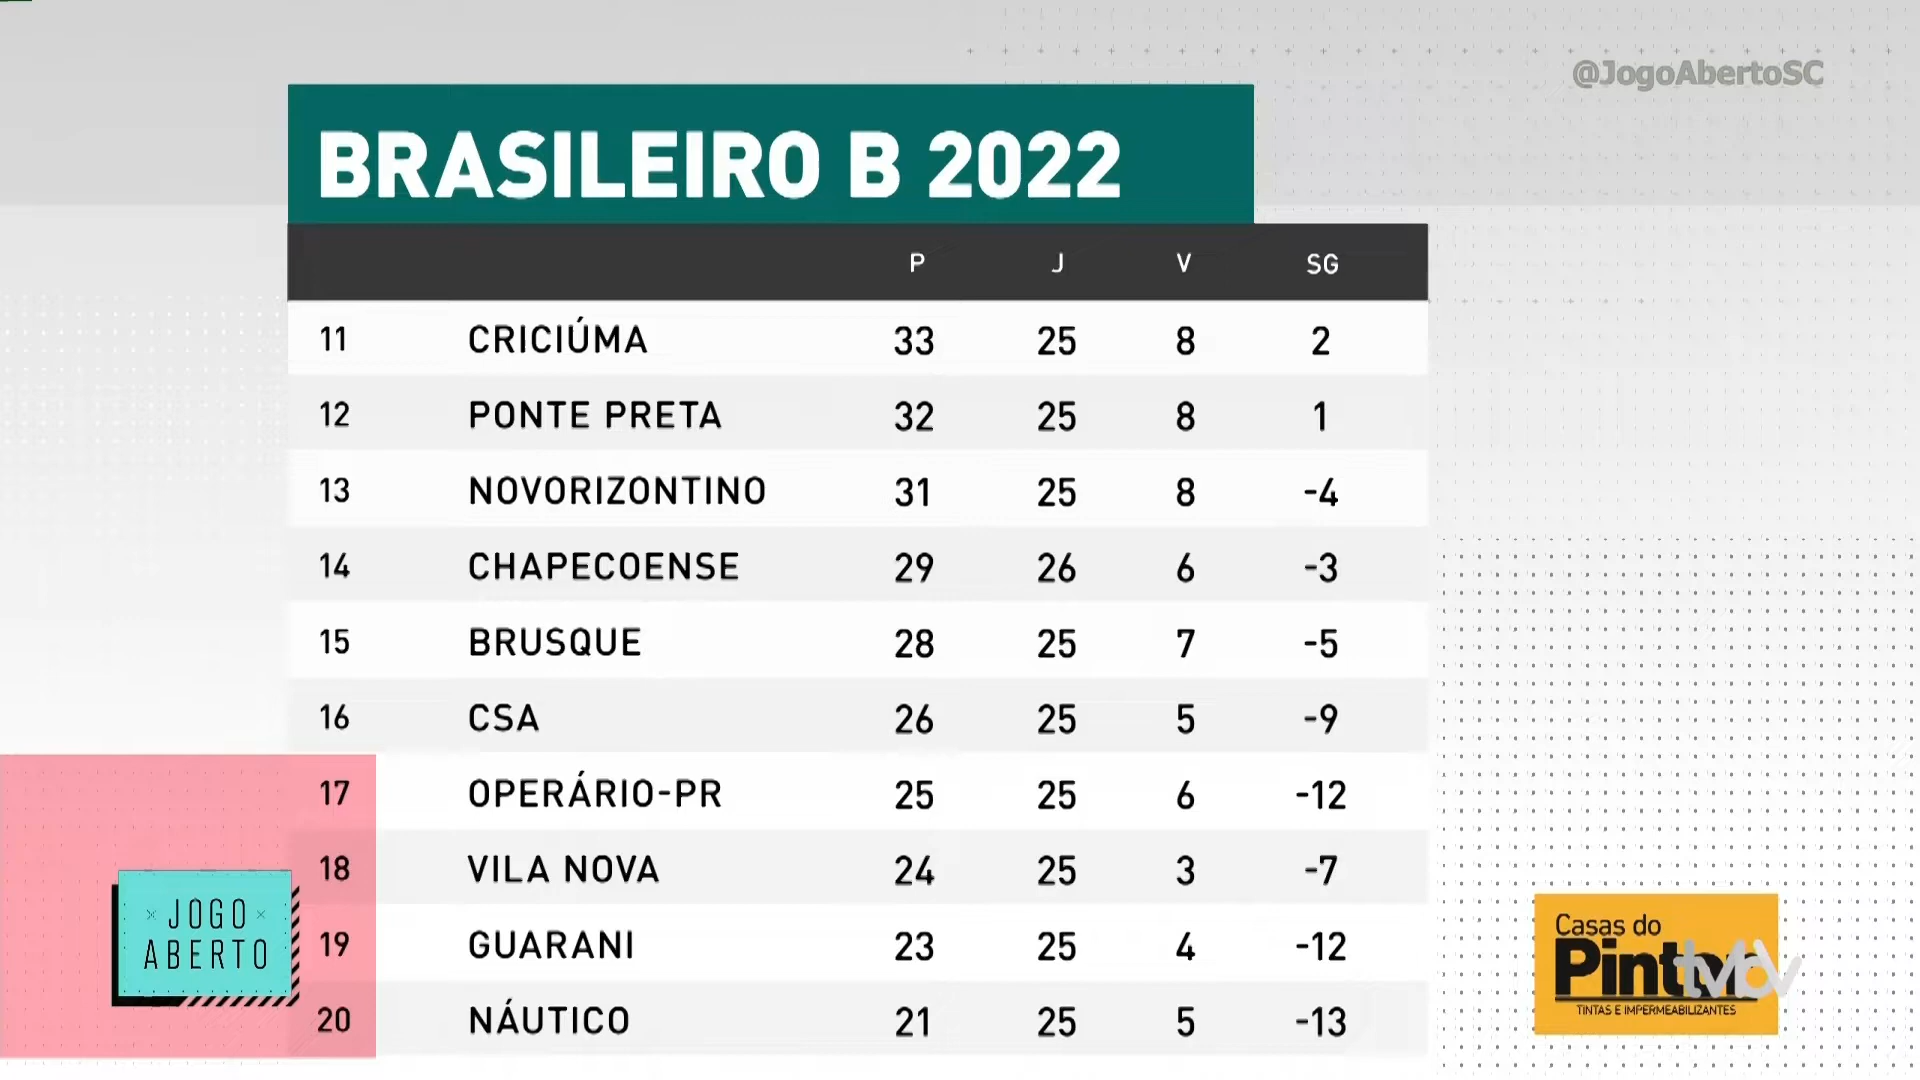 @JogoAbertoSC
BRASILEIRO B 2022
P J V SG
11 CRICIÚMA 33 25 8 2
12 PONTE PRETA 32 25 8 1
13 NOVORIZONTINO 31 25 8 -4
14 CHAPECOENSE 29 26 6 -3
15 BRUSQUE 28 25 7 -5
16 CSA 26 25 5 -9
17 OPERÁRIO-PR 25 25 6 -12
18 VILA NOVA 24 25 3 -7
19 GUARANI 23 25 4 -12
20 NÁUTICO 21 25 5 -13
JOGO
ABERTO
Casas do
Pintor
tvbv
TINTAS E IMPERMEABILIZANTES